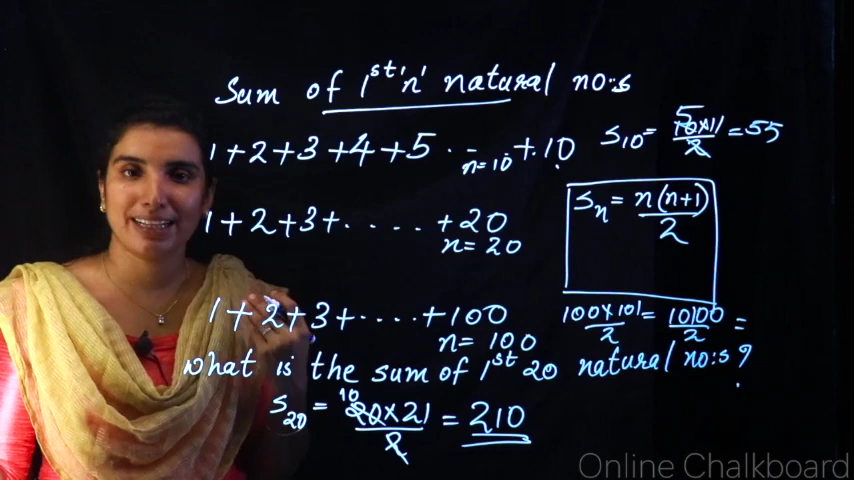 Sum of 1st 'n' natural no:s
1+2+3+4+5 . . . +10
n=10
S10 = 10×11/2 = 55
5
1+2+3+ . . . . . +20
n=20
Sn = n(n+1)/2
1+2+3+ . . . . . +100
n=100
100×101/2 = 10100/2 =
What is the sum of 1st 20 natural no:s ?
S20 = 20×21/2 = 210
10
Online Chalkboard